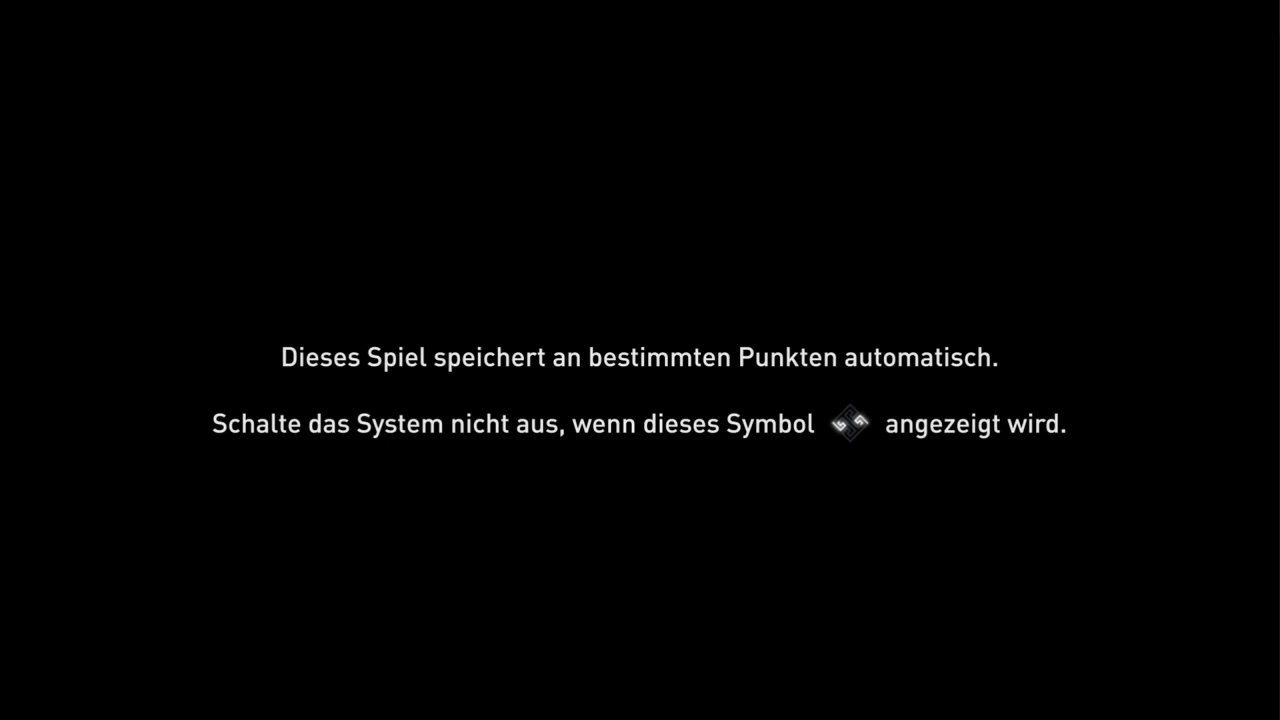 Dieses Spiel speichert an bestimmten Punkten automatisch.
Schalte das System nicht aus, wenn dieses Symbol angezeigt wird.